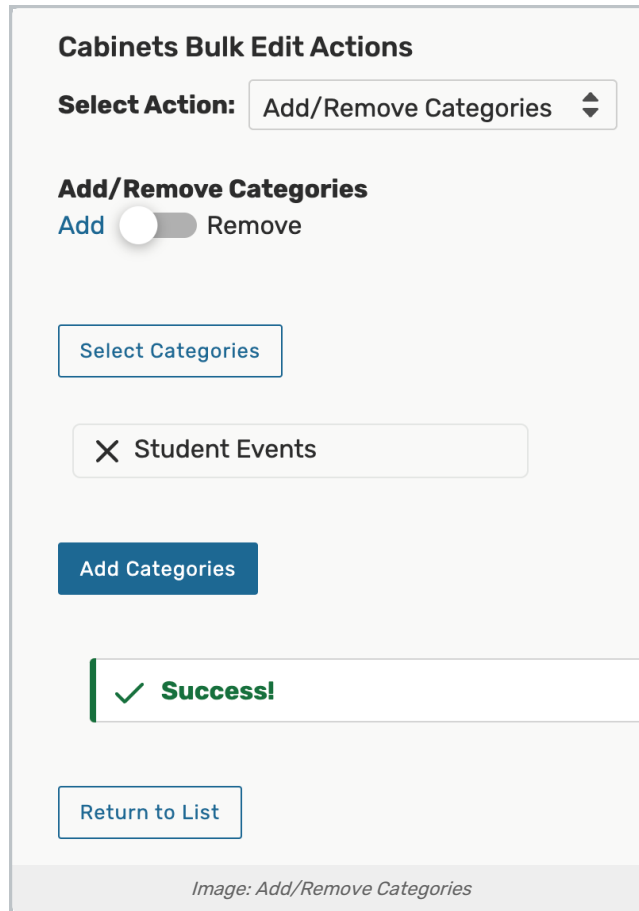 Cabinets Bulk Edit Actions
Select Action: Add/Remove Categories
Add/Remove Categories
Add Remove
Select Categories
Student Events
Add Categories
Success!
Return to List
Image: Add/Remove Categories